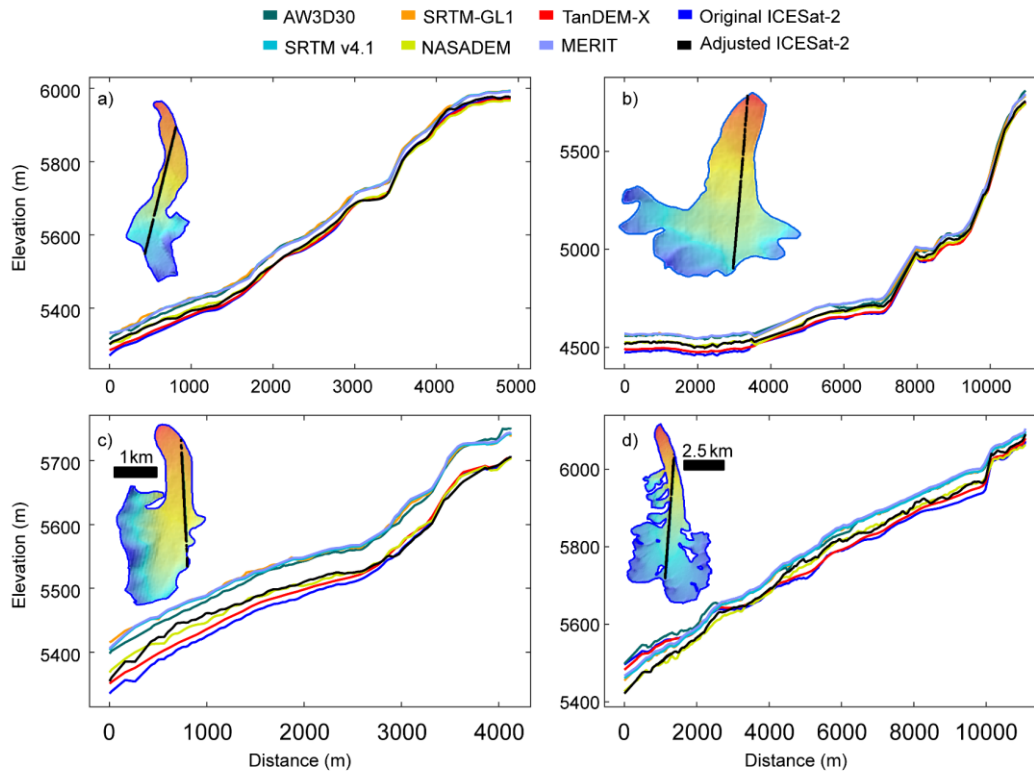 AW3D30 SRTM-GL1 TanDEM-X Original ICESat-2
SRTM v4.1 NASADEM MERIT Adjusted ICESat-2
a)
6000
5800
5600
5400
Elevation (m)
0 1000 2000 3000 4000 5000
b)
5500
5000
4500
0 2000 4000 6000 8000 10000
c)
1km
5700
5600
5500
5400
Elevation (m)
0 1000 2000 3000 4000
Distance (m)
d)
2.5 km
6000
5800
5600
5400
0 2000 4000 6000 8000 10000
Distance (m)